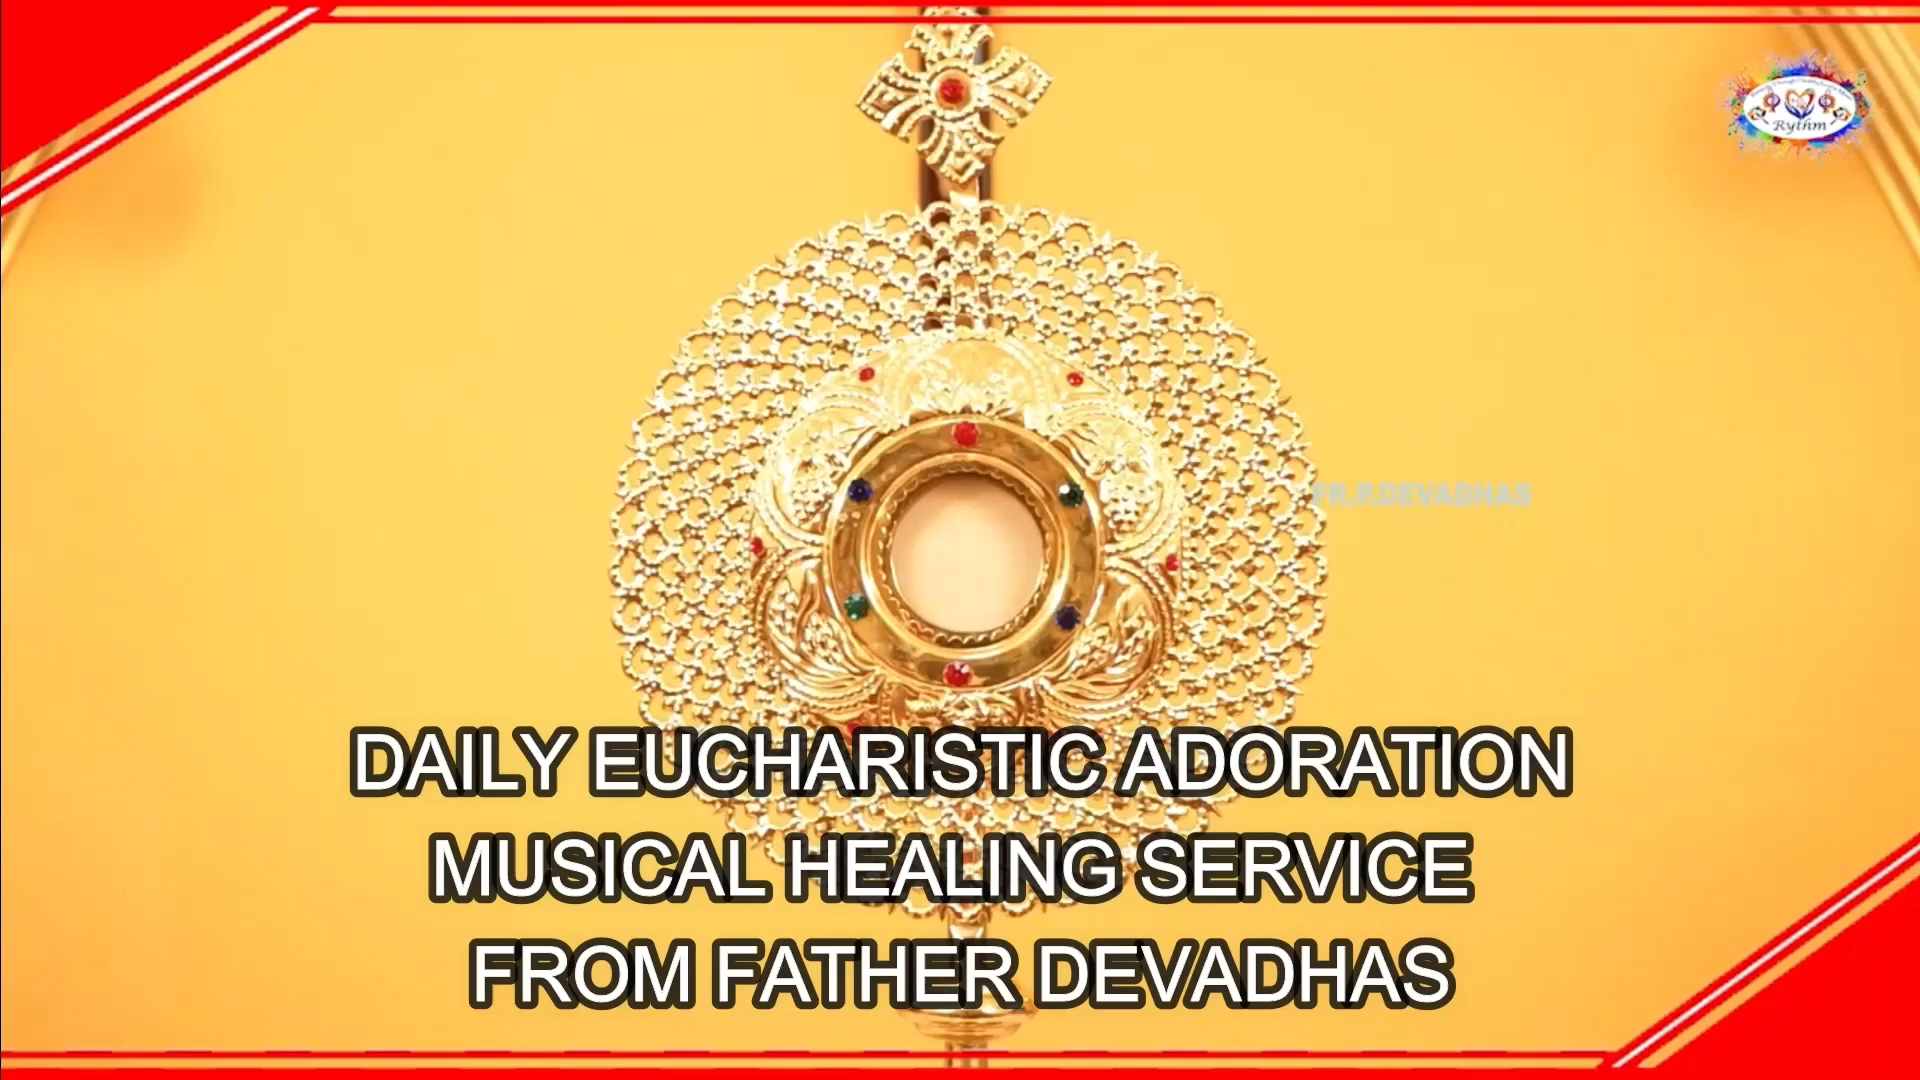 Rythm
FR.P.DEVADHAS
DAILY EUCHARISTIC ADORATION
MUSICAL HEALING SERVICE
FROM FATHER DEVADHAS